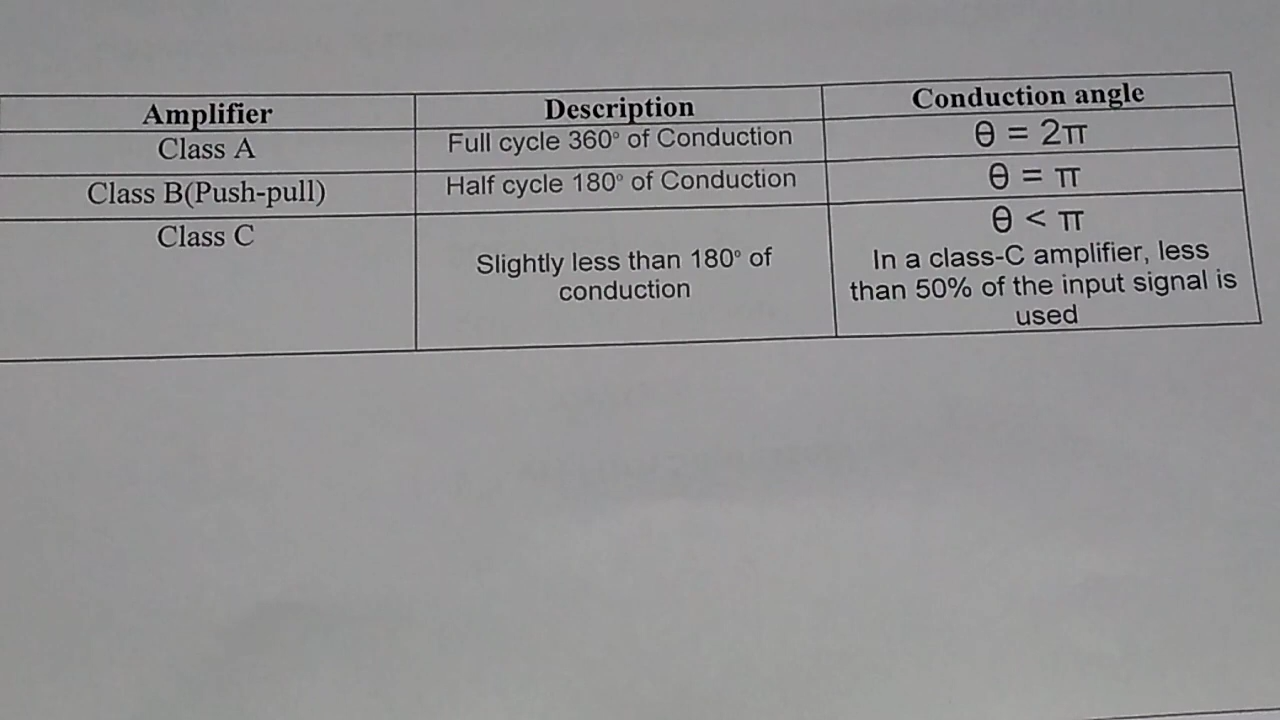 Amplifier Description Conduction angle
Class A Full cycle 360° of Conduction θ = 2π
Class B(Push-pull) Half cycle 180° of Conduction θ = π
Class C
Slightly less than 180° of
conduction
θ < π
In a class-C amplifier, less
than 50% of the input signal is
used